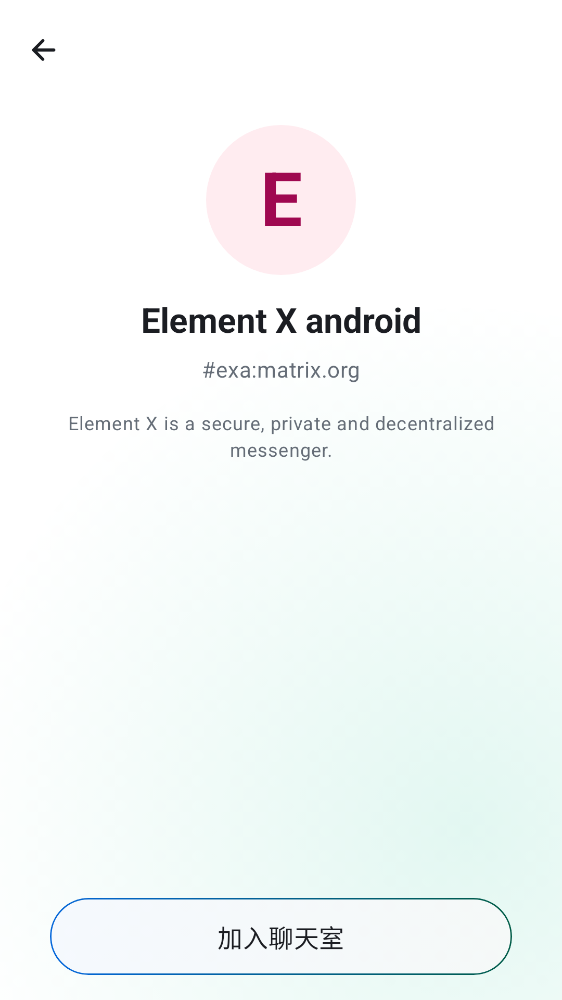 E
Element X android
#exa:matrix.org
Element X is a secure, private and decentralized
messenger.
加入聊天室